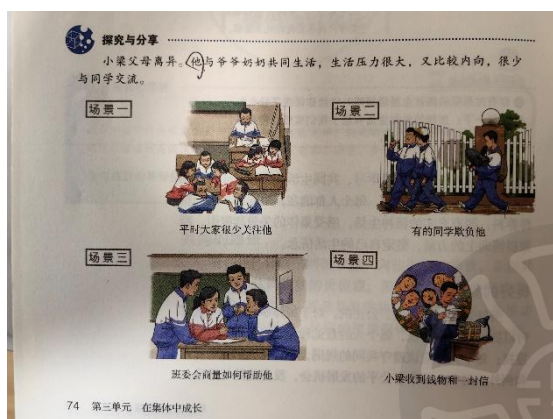 探究与分享
小梁父母离异。他与爷爷奶奶共同生活，生活压力很大，又比较内向，很少
与同学交流。
场景一
场景二
平时大家很少关注他
有的同学欺负他
场景三
场景四
班委会商量如何帮助他
小梁收到钱物和一封信
74 第三单元 在集体中成长